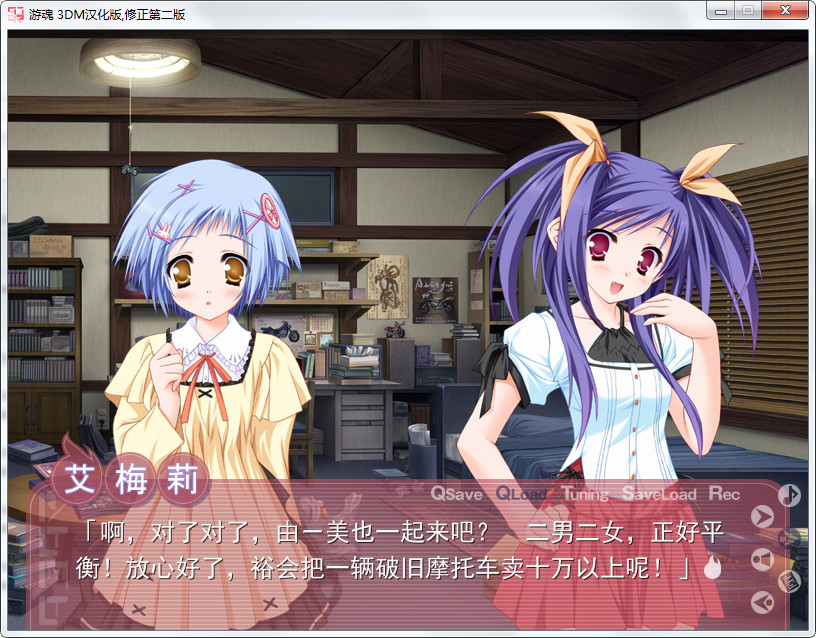 游魂 3DM汉化版,修正第二版
艾梅莉
QSave QLoad Tuning SaveLoad Rec
「啊，对了对了，由一美也一起来吧？　二男二女，正好平
衡！放心好了，裕会把一辆破旧摩托车卖十万以上呢！」